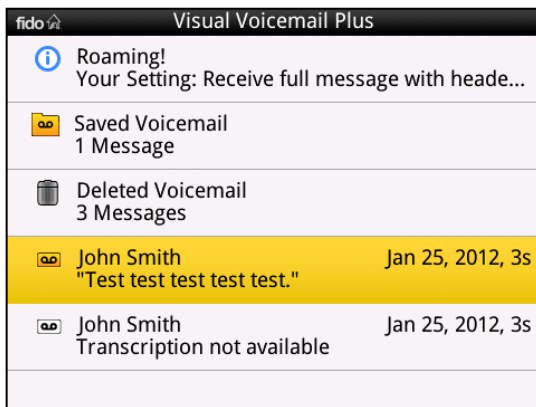 fido Visual Voicemail Plus
Roaming!
Your Setting: Receive full message with heade...
Saved Voicemail
1 Message
Deleted Voicemail
3 Messages
John Smith Jan 25, 2012, 3s
"Test test test test test."
John Smith Jan 25, 2012, 3s
Transcription not available